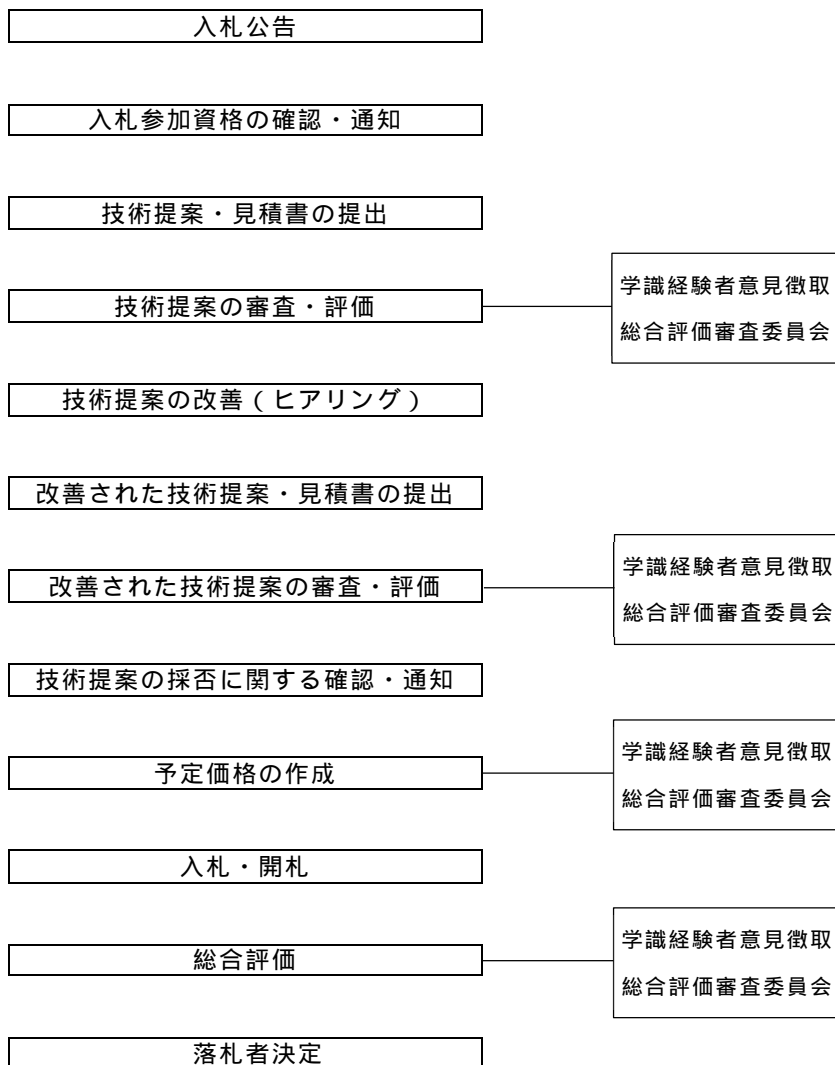 入札公告
入札参加資格の確認・通知
技術提案・見積書の提出
技術提案の審査・評価
学識経験者意見徴取
総合評価審査委員会
技術提案の改善(ヒアリング)
改善された技術提案・見積書の提出
改善された技術提案の審査・評価
学識経験者意見徴取
総合評価審査委員会
技術提案の採否に関する確認・通知
予定価格の作成
学識経験者意見徴取
総合評価審査委員会
入札・開札
総合評価
学識経験者意見徴取
総合評価審査委員会
落札者決定